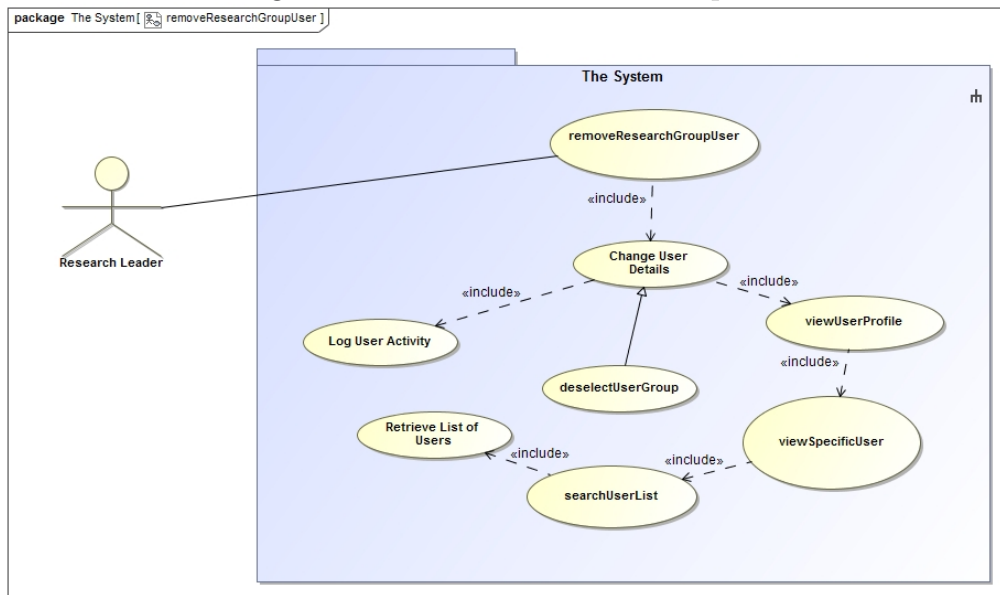 package The System[ removeResearchGroupUser ]
The System
removeResearchGroupUser
«include»
Change User
Details
«include»
«include»
Research Leader
viewUserProfile
Log User Activity
«include»
deselectUserGroup
Retrieve List of
Users
viewSpecificUser
«include»
«include»
searchUserList